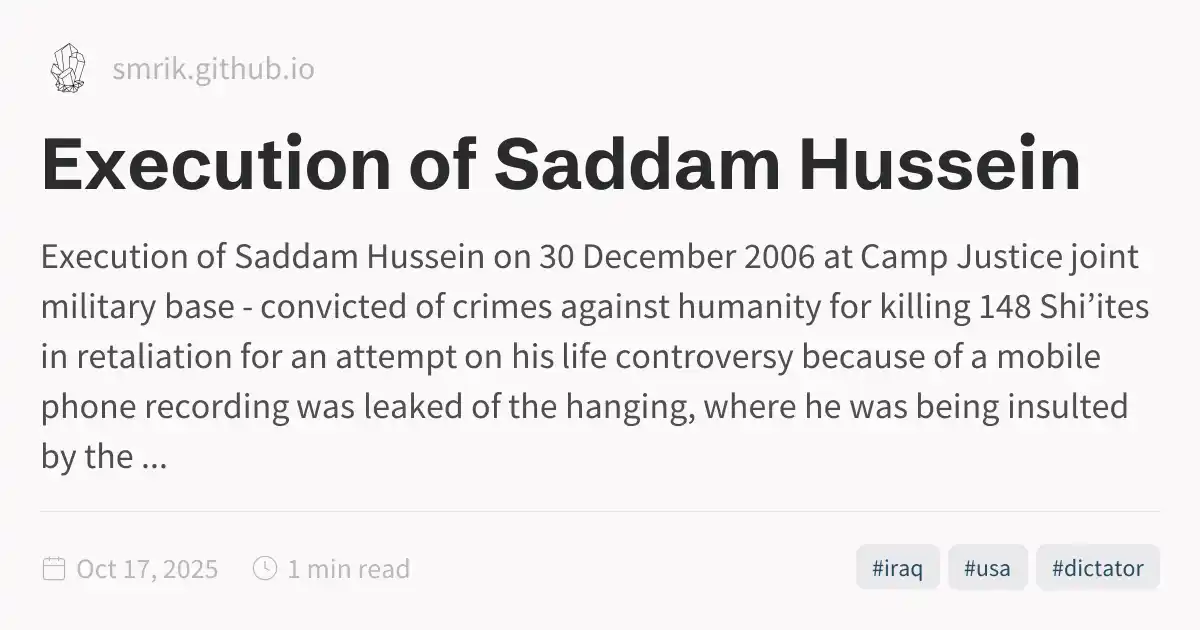 smrik.github.io
Execution of Saddam Hussein
Execution of Saddam Hussein on 30 December 2006 at Camp Justice joint
military base - convicted of crimes against humanity for killing 148 Shi’ites
in retaliation for an attempt on his life controversy because of a mobile
phone recording was leaked of the hanging, where he was being insulted
by the ...
Oct 17, 2025 1 min read #iraq #usa #dictator